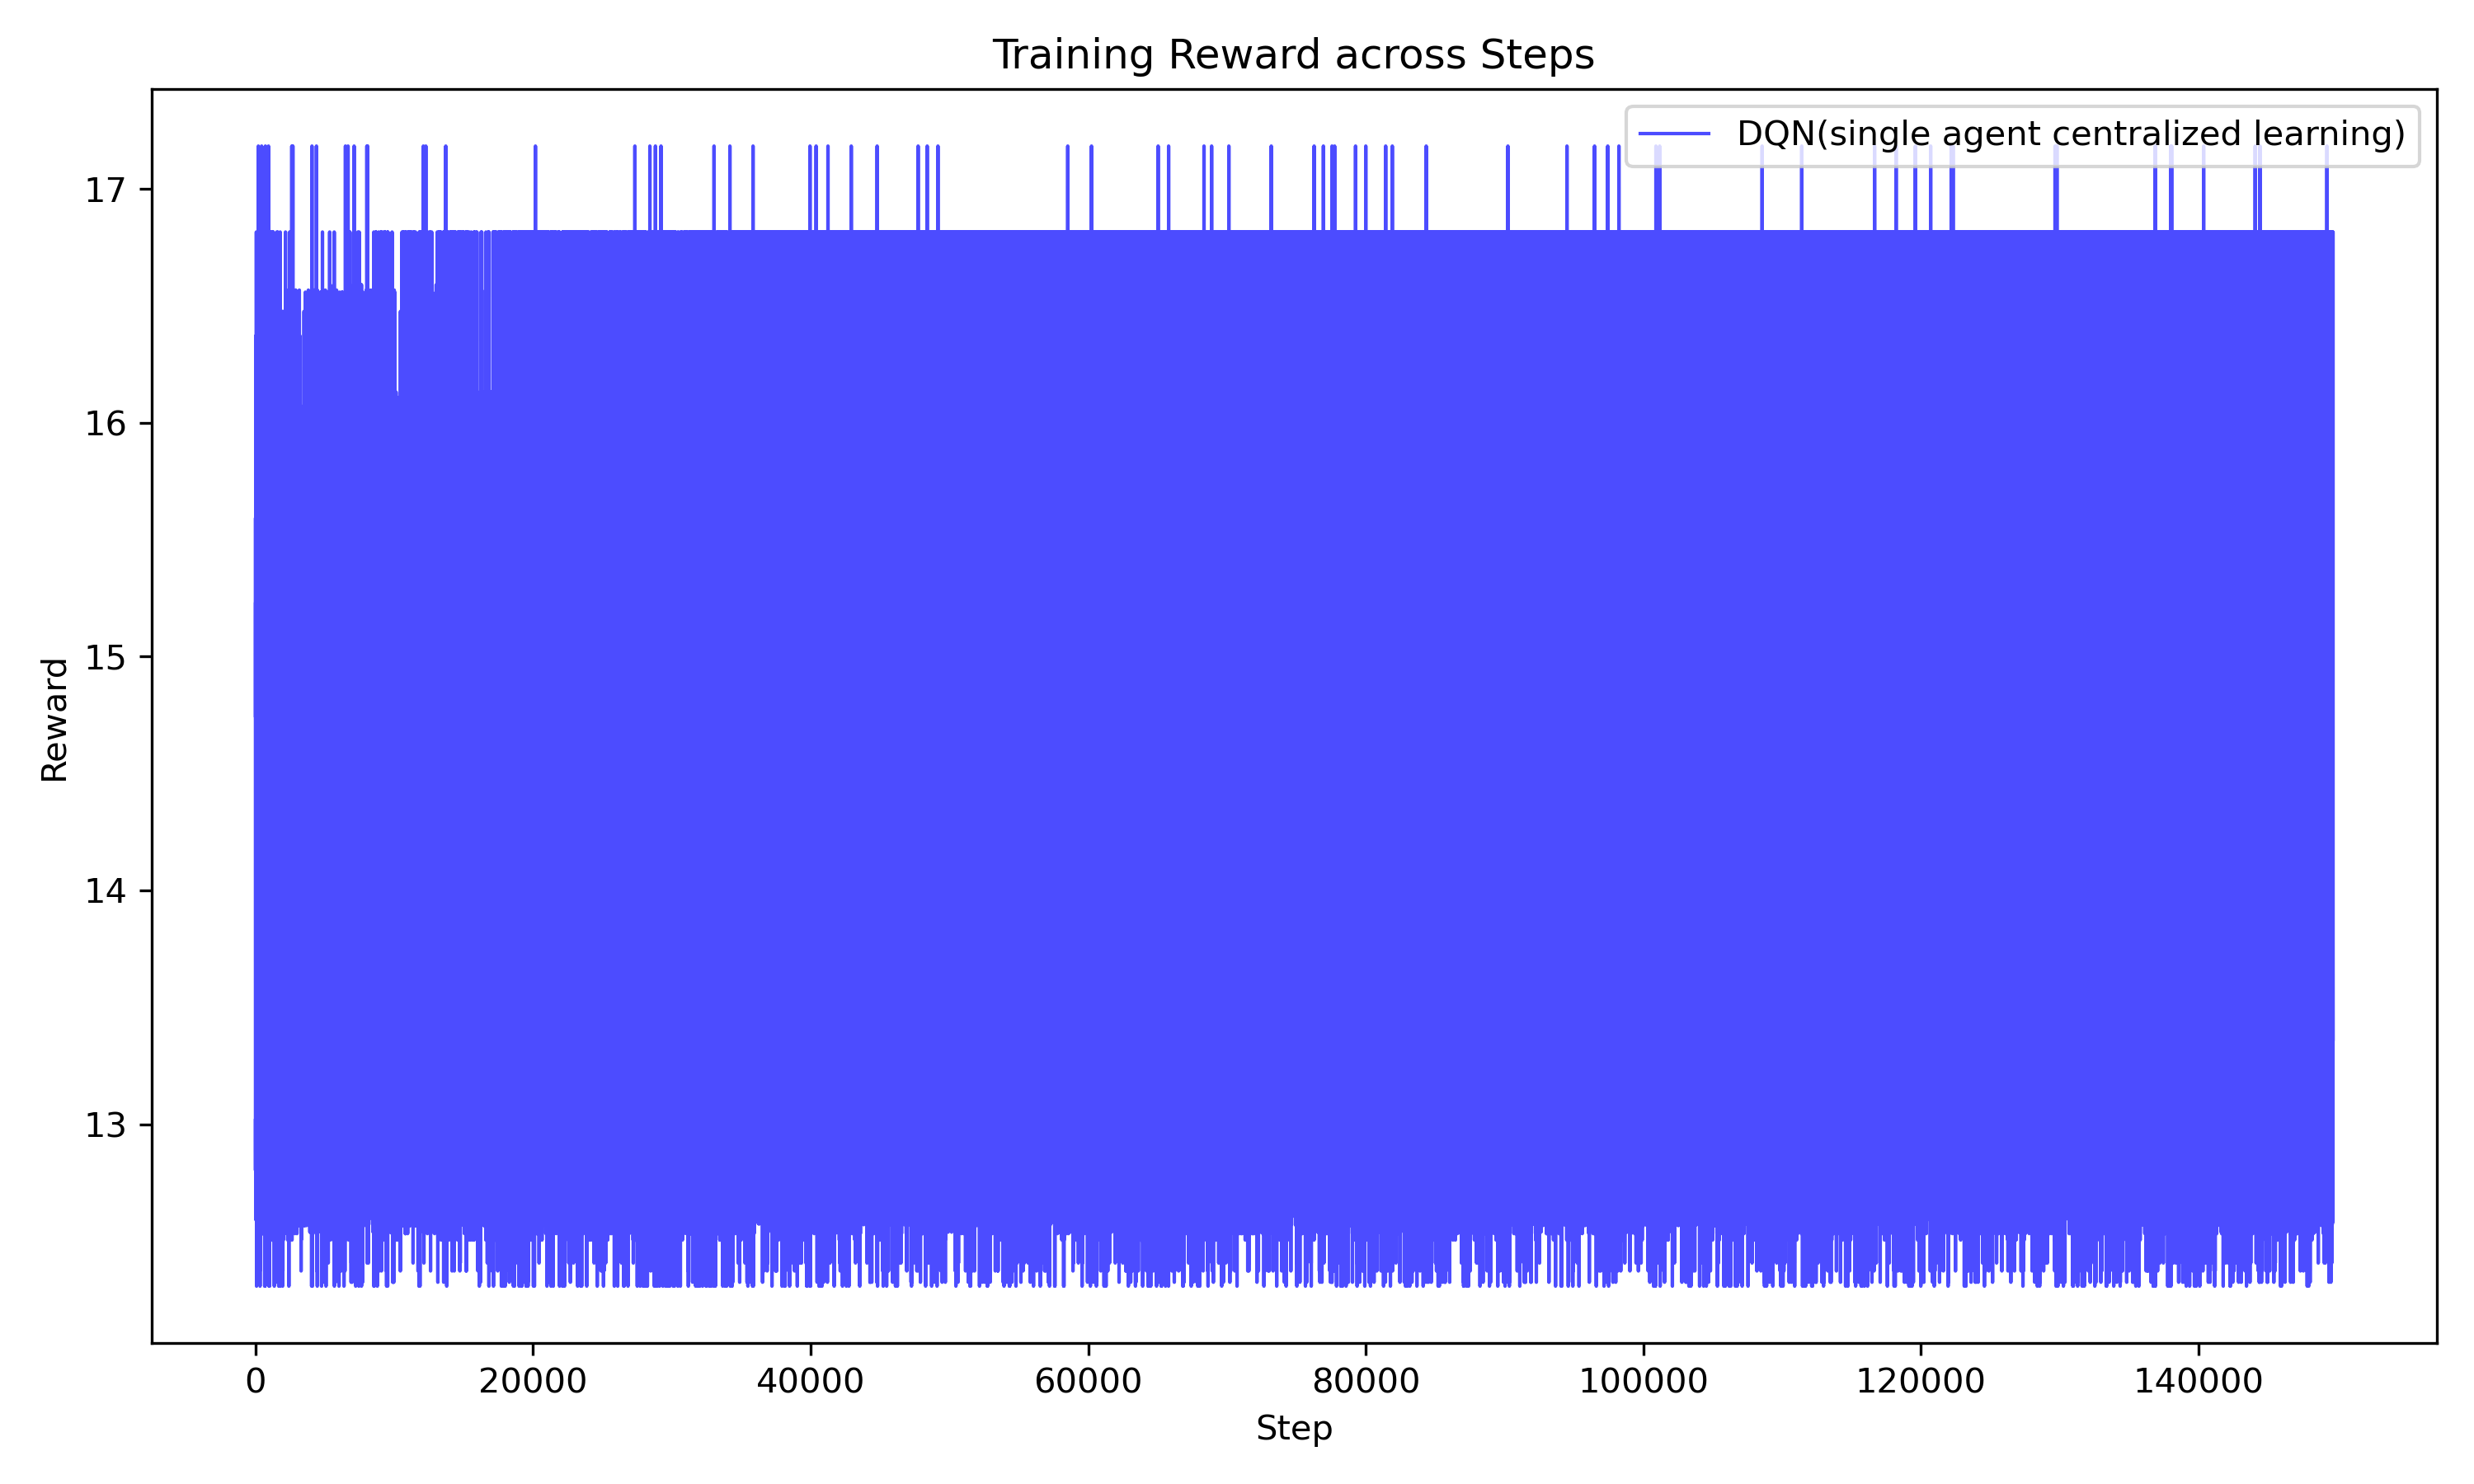 Training Reward across Steps
DQN(single agent centralized learning)
17
16
15
14
13
Reward
0 20000 40000 60000 80000 100000 120000 140000
Step